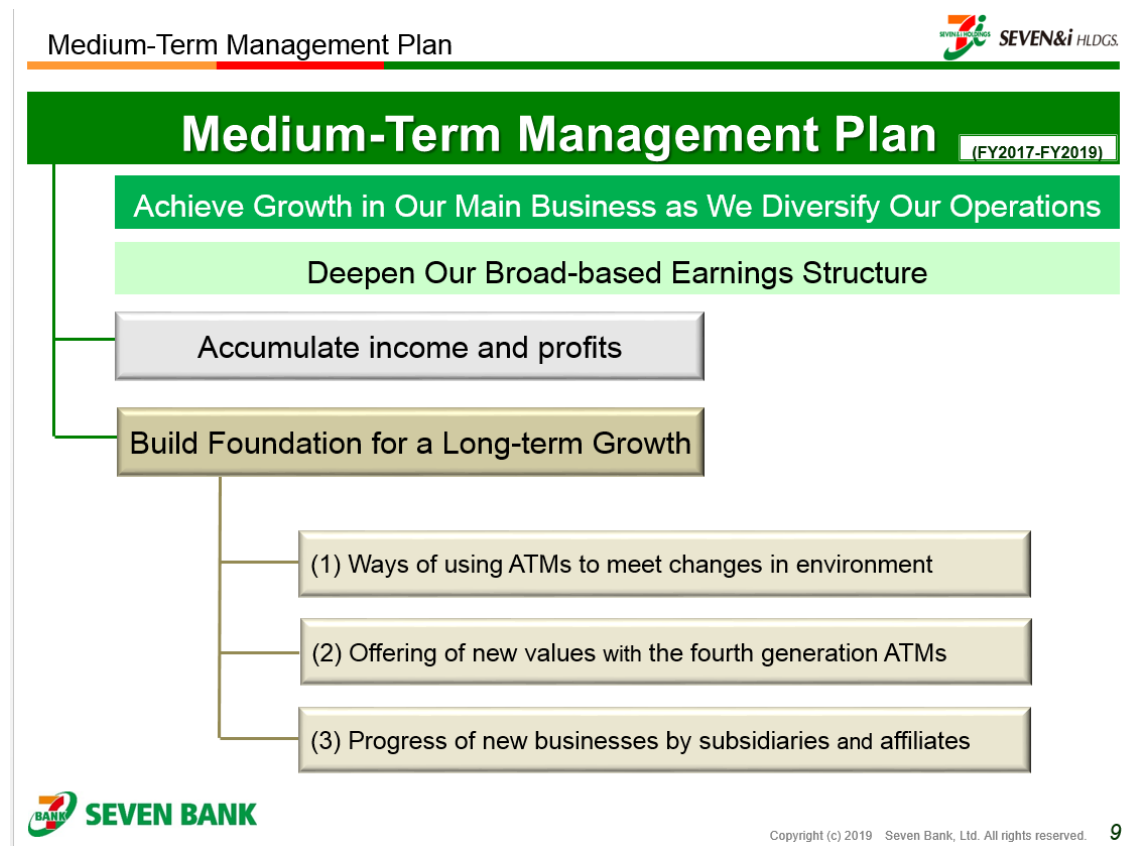 Medium-Term Management Plan
SEVEN&i HOLDINGS
SEVEN&i HLDGS.
Medium-Term Management Plan
(FY2017-FY2019)
Achieve Growth in Our Main Business as We Diversify Our Operations
Deepen Our Broad-based Earnings Structure
Accumulate income and profits
Build Foundation for a Long-term Growth
(1) Ways of using ATMs to meet changes in environment
(2) Offering of new values with the fourth generation ATMs
(3) Progress of new businesses by subsidiaries and affiliates
BANK
SEVEN BANK
Copyright (c) 2019 Seven Bank, Ltd. All rights reserved.
9